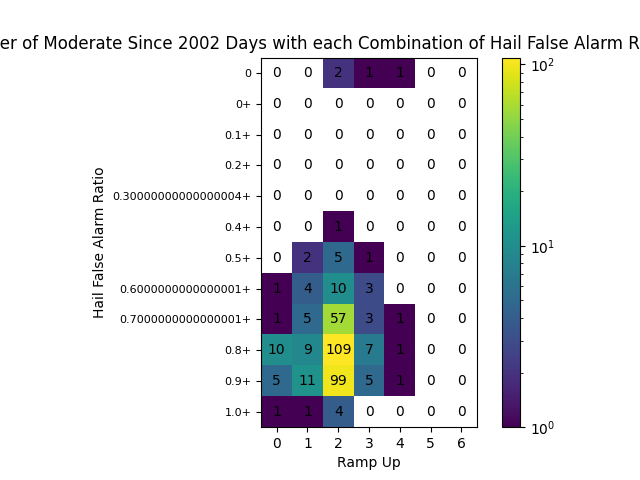 er of Moderate Since 2002 Days with each Combination of Hail False Alarm R
Hail False Alarm Ratio
0 0 0 2 1 1 0 0
0+ 0 0 0 0 0 0 0
0.1+ 0 0 0 0 0 0 0
0.2+ 0 0 0 0 0 0 0
0.30000000000000004+ 0 0 0 0 0 0 0
0.4+ 0 0 1 0 0 0 0
0.5+ 0 2 5 1 0 0 0
0.6000000000000001+ 1 4 10 3 0 0 0
0.7000000000000001+ 1 5 57 3 1 0 0
0.8+ 10 9 109 7 1 0 0
0.9+ 5 11 99 5 1 0 0
1.0+ 1 1 4 0 0 0 0
0 1 2 3 4 5 6
Ramp Up
10²
10¹
10⁰